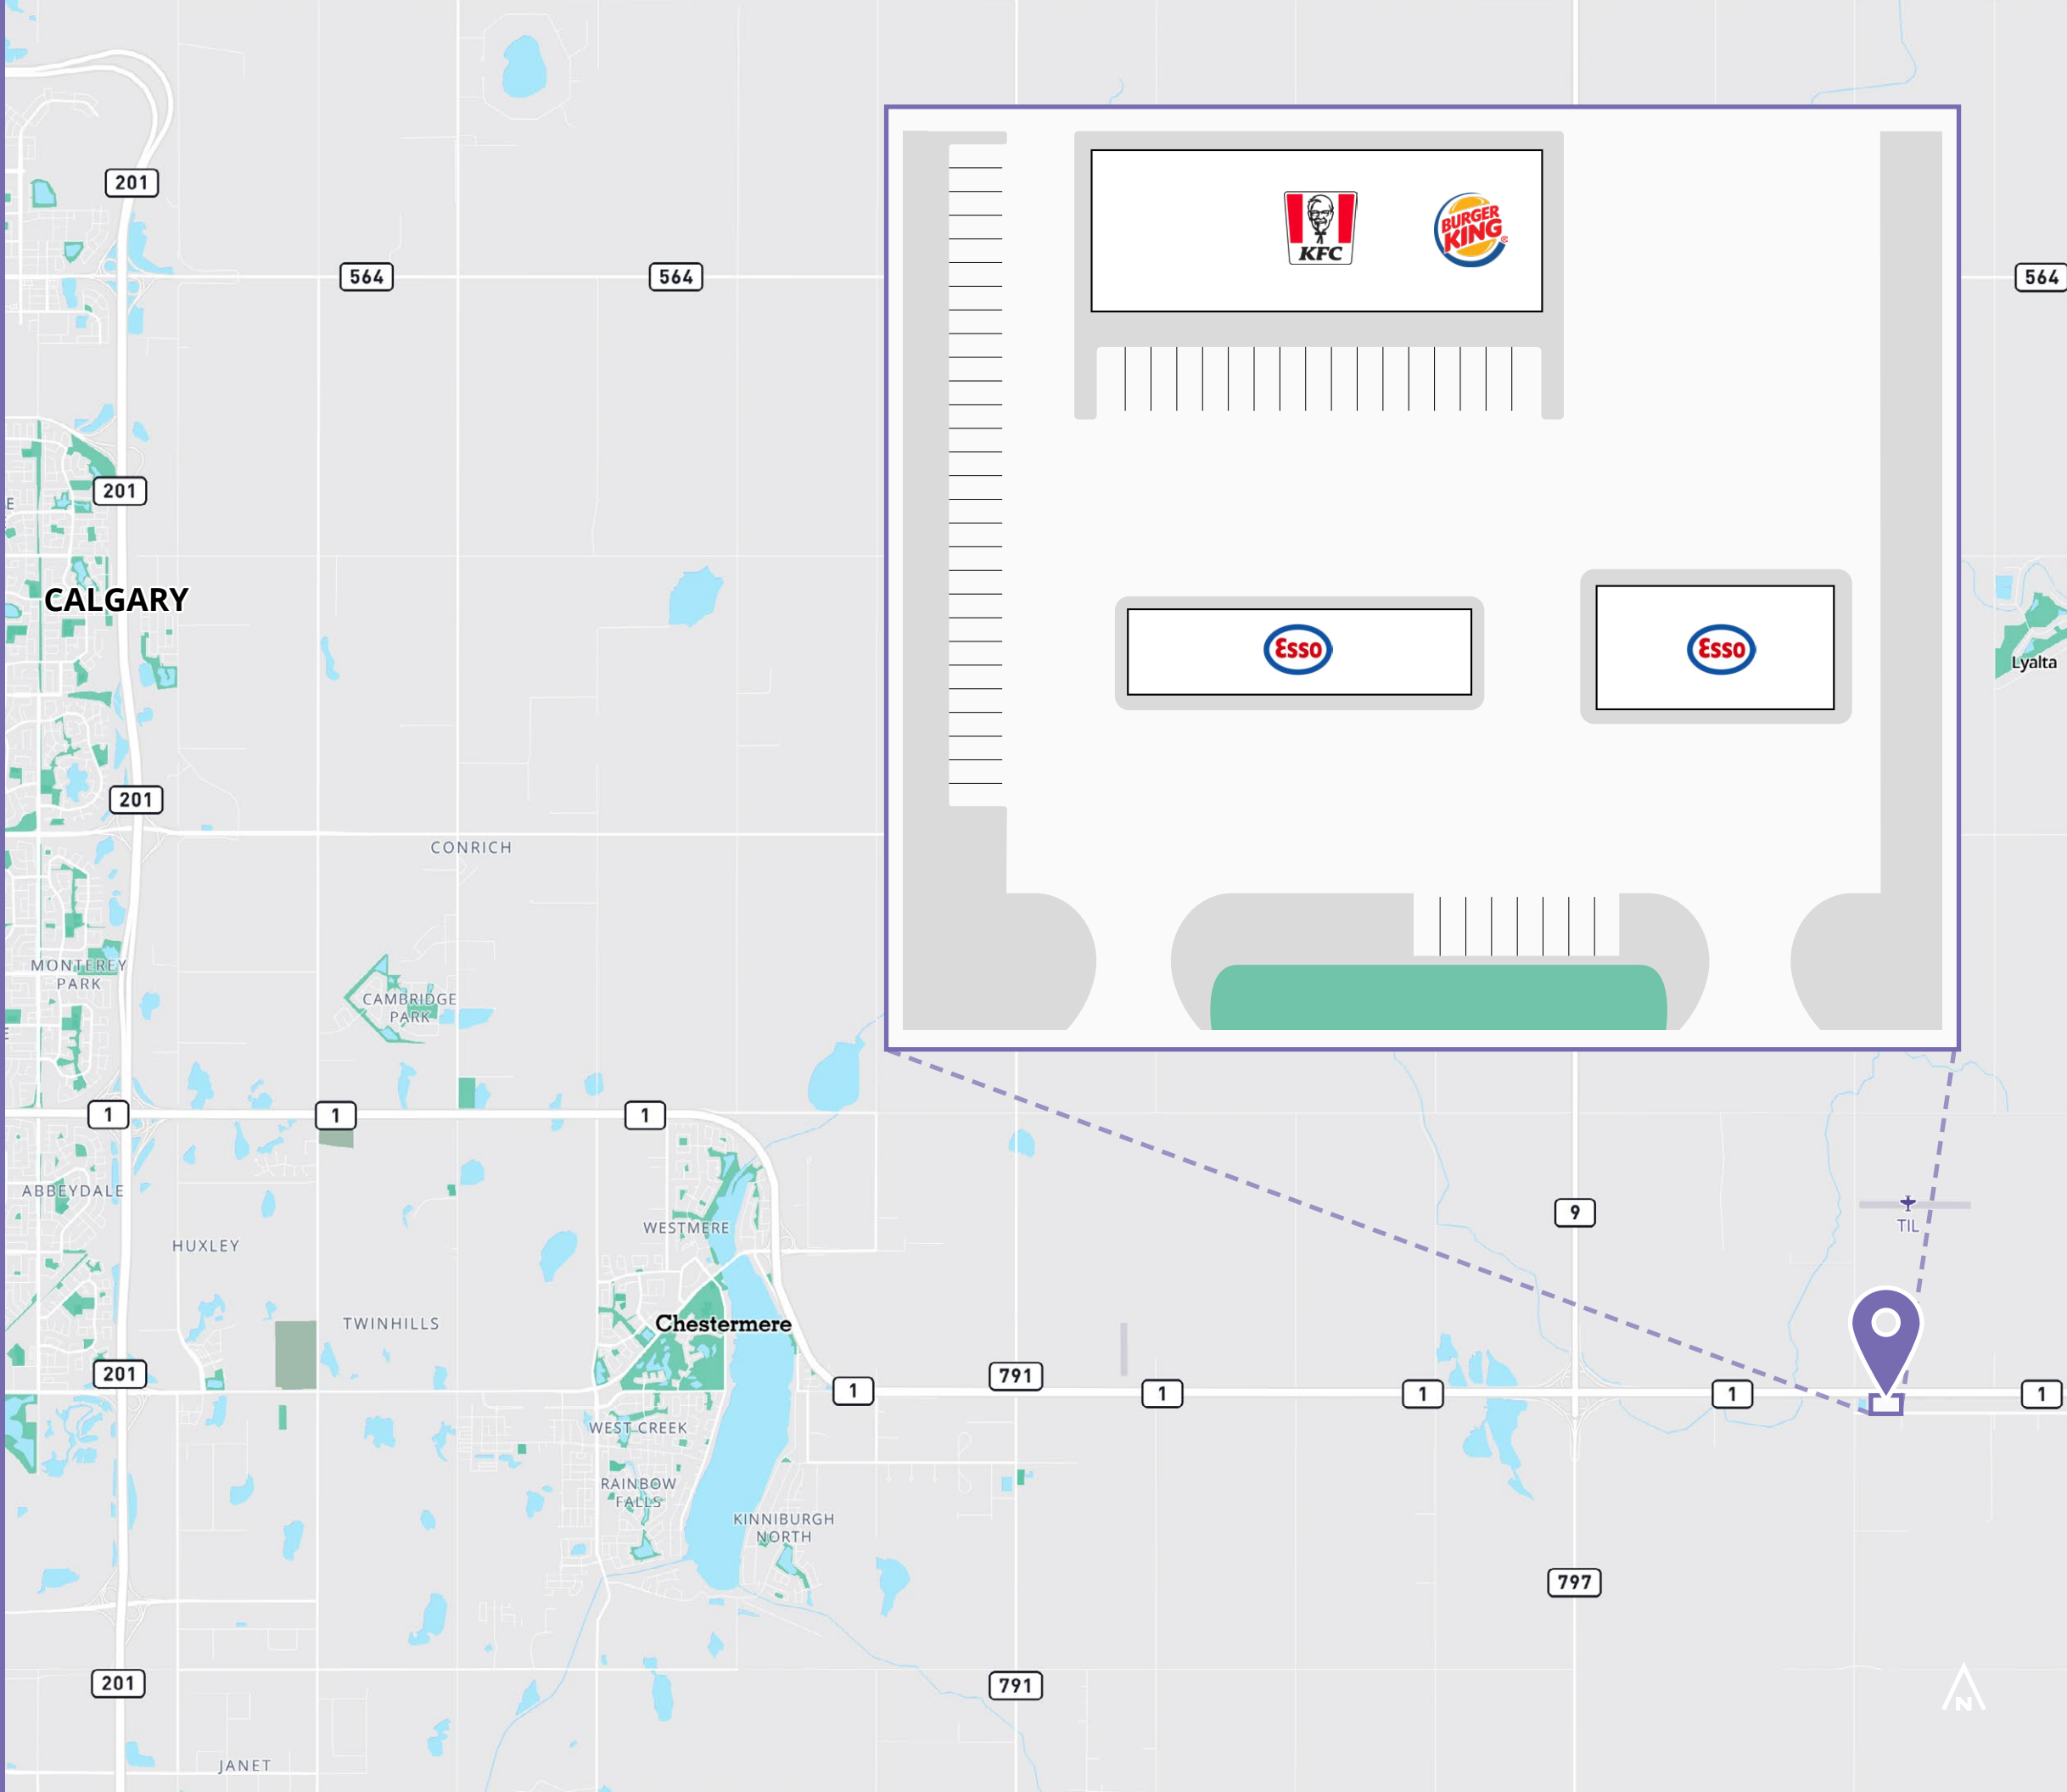 201
564
564
564
KFC
BURGER
KING
®
201
E
CALGARY
Esso
Esso
Lyalta
201
CONRICH
MONTEREY
PARK
CAMBRIDGE
PARK
E
1
1
1
ABBEYDALE
WESTMERE
9
TIL
HUXLEY
TWINHILLS
Chestermere
201
791
1
1
1
1
1
WEST CREEK
RAINBOW
FALLS
KINNIBURGH
NORTH
797
201
791
N
JANET